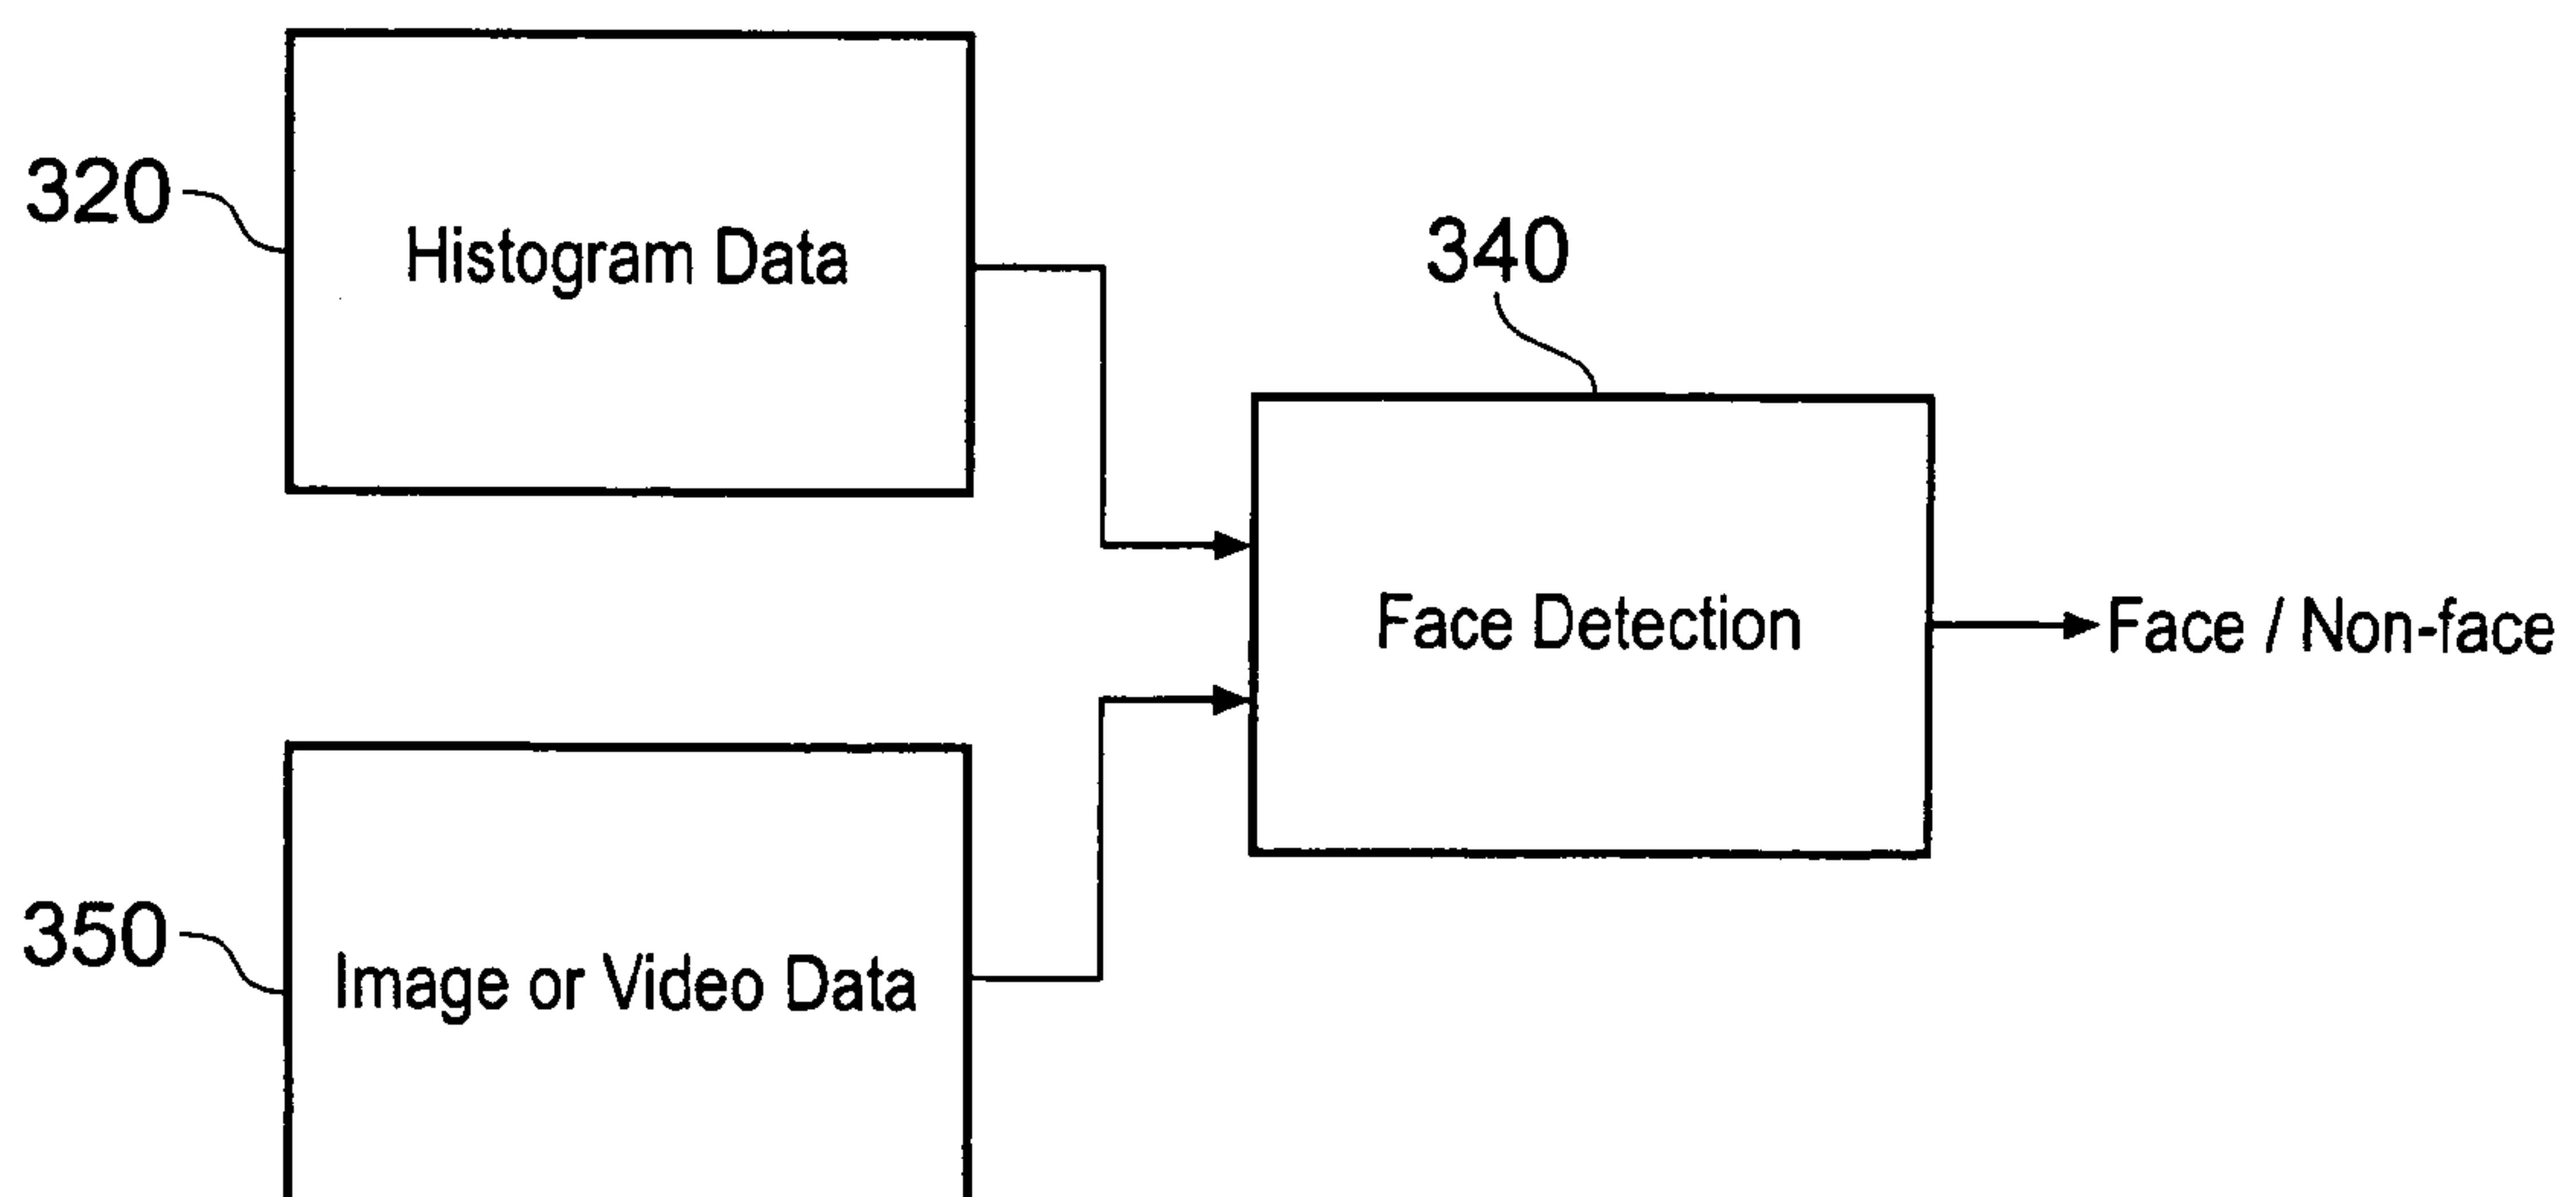 320
Histogram Data
340
Face Detection
Face / Non-face
350
Image or Video Data